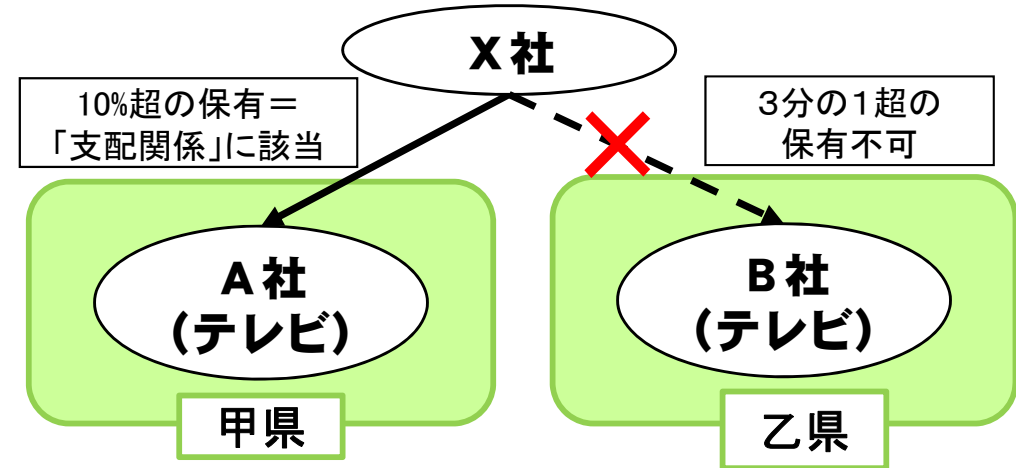 X社
10%超の保有＝
「支配関係」に該当
３分の１超の
保有不可
A社
(テレビ)
B社
(テレビ)
甲県
乙県